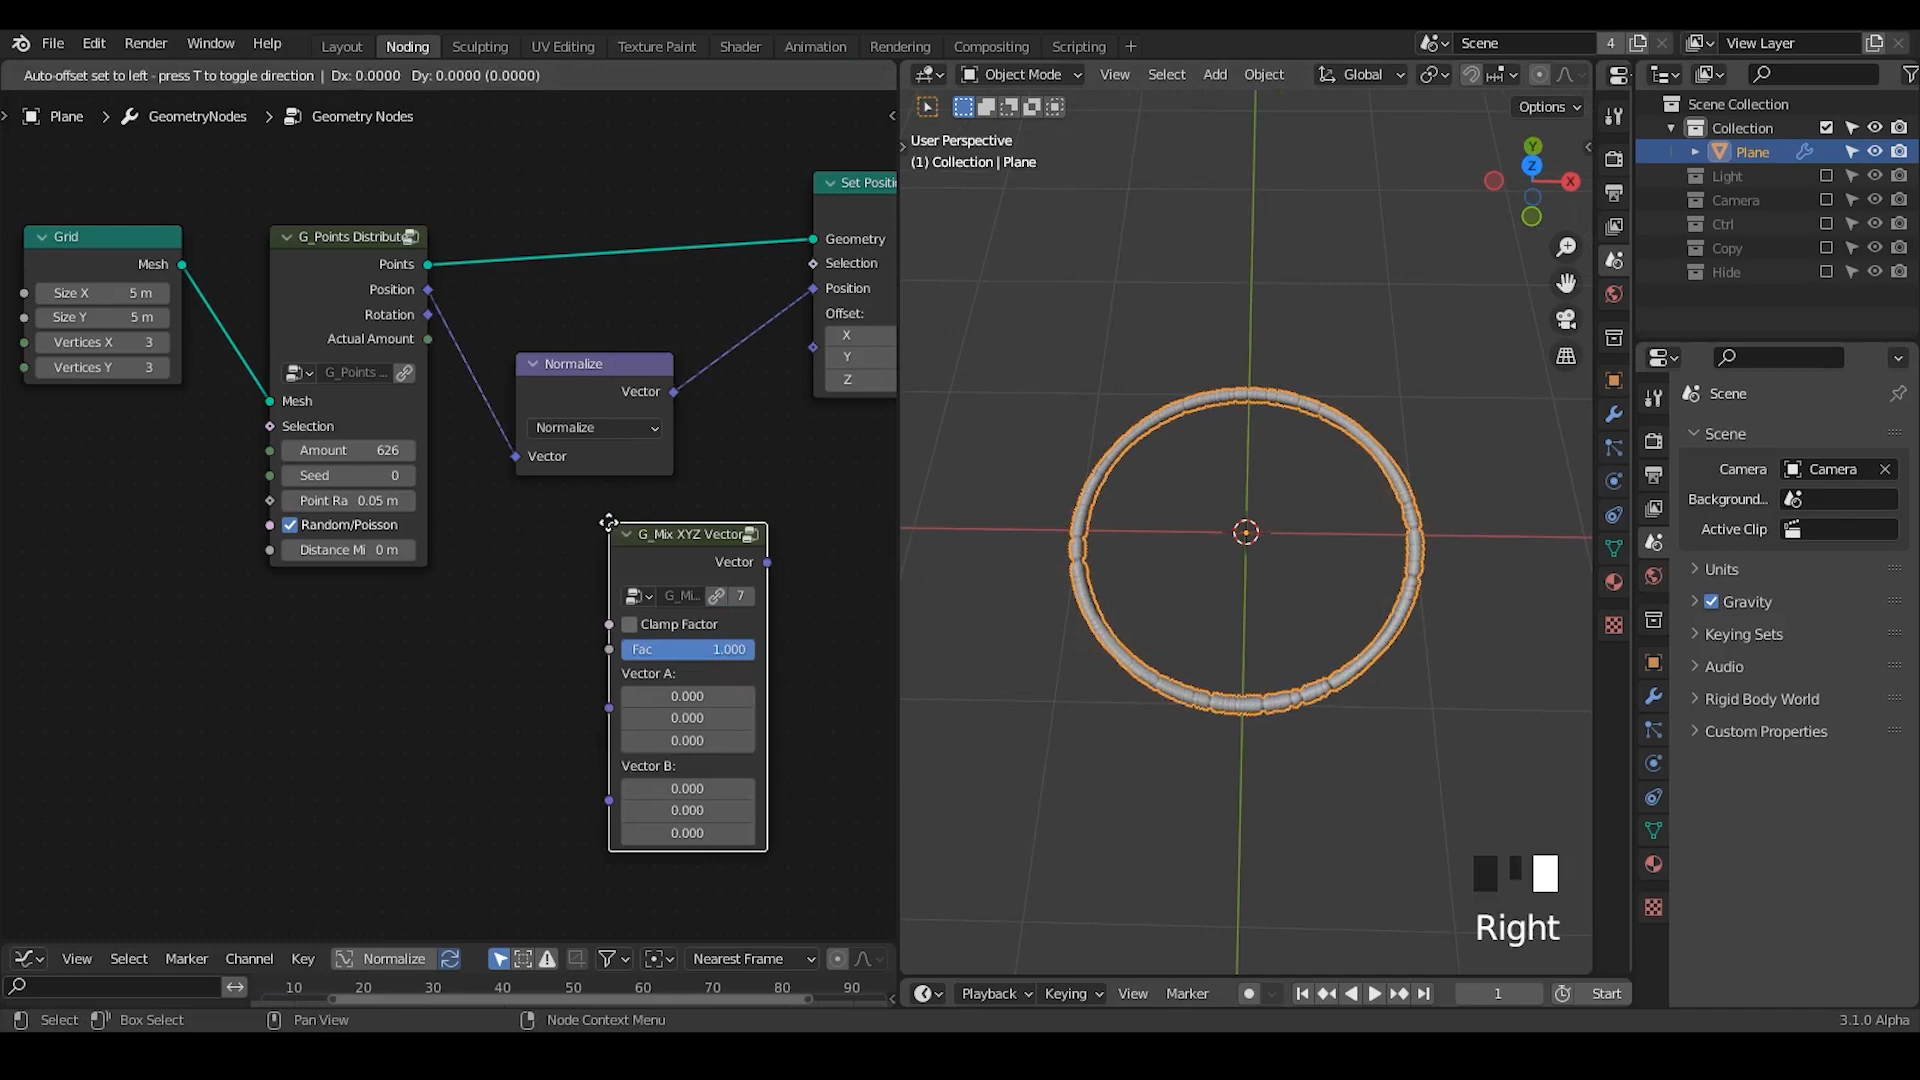 File Edit Render Window Help
Layout Noding Sculpting UV Editing Texture Paint Shader Animation Rendering Compositing Scripting +
Scene 4 View Layer
Auto-offset set to left - press T to toggle direction | Dx: 0.0000 Dy: 0.0000 (0.0000)
Object Mode View Select Add Object Global
Plane > GeometryNodes > Geometry Nodes
Options
User Perspective
(1) Collection | Plane
Y
Z
X
Grid
Mesh
Size X 5 m
Size Y 5 m
Vertices X 3
Vertices Y 3
G_Points Distribute
Points
Position
Rotation
Actual Amount
G_Points ...
Mesh
Selection
Amount 626
Seed 0
Point Ra 0.05 m
Random/Poisson
Distance Mi 0 m
Normalize
Vector
Normalize
Vector
Set Positi
Geometry
Selection
Position
Offset:
X
Y
Z
G_Mix XYZ Vector
Vector
G_Mi... 7
Clamp Factor
Fac 1.000
Vector A:
0.000
0.000
0.000
Vector B:
0.000
0.000
0.000
Right
Scene Collection
Collection
Plane
Light
Camera
Ctrl
Copy
Hide
Scene
Scene
Camera Camera
Background...
Active Clip
Units
Gravity
Keying Sets
Audio
Rigid Body World
Custom Properties
View Select Marker Channel Key Normalize Nearest Frame
10 20 30 40 50 60 70 80 90
Playback Keying View Marker 1 Start
Select Box Select Pan View Node Context Menu 3.1.0 Alpha